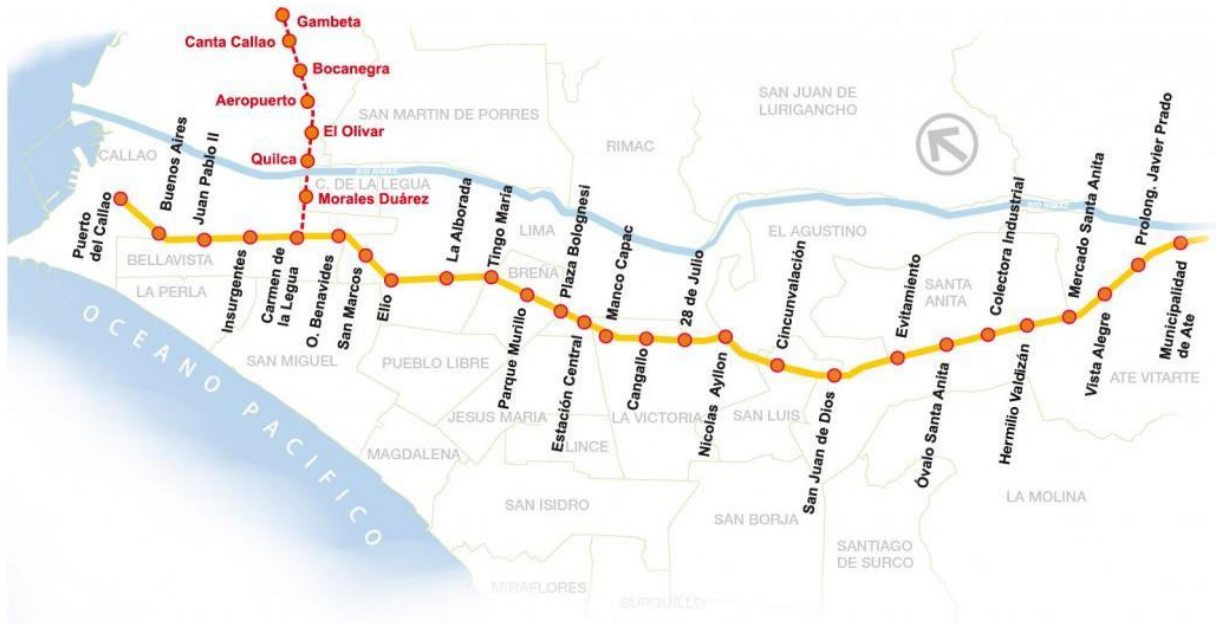 Gambeta
Canta Callao
Bocanegra
Aeropuerto
El Olivar
Quilca
Morales Duárez
Puerto
del Callao
Buenos Aires
Juan Pablo II
Insurgentes
Carmen de
la Legua
O. Benavides
San Marcos
Elio
La Alborada
Tingo María
Parque Murillo
Plaza Bolognesi
Estación Central
Manco Capac
Cangallo
28 de Julio
Nicolas Ayllon
Cincunvalación
San Juan de Dios
Evitamiento
Óvalo Santa Anita
Colectora Industrial
Hermilio Valdizán
Mercado Santa Anita
Vista Alegre
Prolong. Javier Prado
Municipalidad
de Ate
SAN MARTIN DE PORRES
SAN JUAN DE
LURIGANCHO
RIMAC
CALLAO
RIO RIMAC
RIO RIMAC
C. DE LA LEGUA
LIMA
EL AGUSTINO
BELLAVISTA
BREÑA
LA PERLA
SANTA
ANITA
SAN MIGUEL
PUEBLO LIBRE
ATE VITARTE
JESUS MARIA
LA VICTORIA
SAN LUIS
LINCE
MAGDALENA
SAN ISIDRO
SAN BORJA
LA MOLINA
SANTIAGO
DE SURCO
MIRAFLORES
SURQUILLO
OCEANO PACIFICO